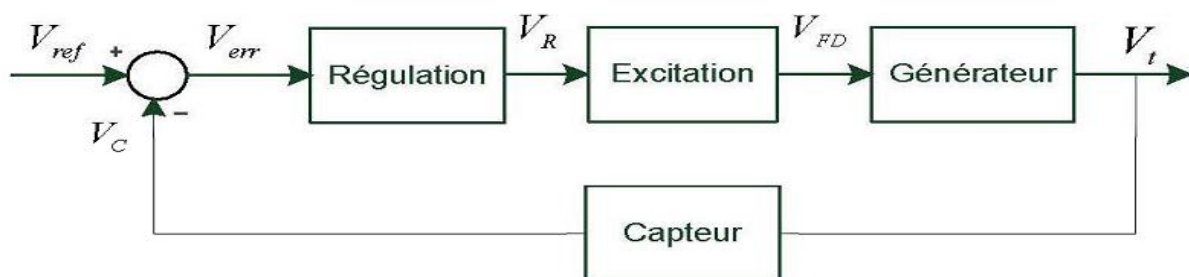 V_ref + V_err Régulation V_R Excitation V_FD Générateur V_t
V_C −
Capteur